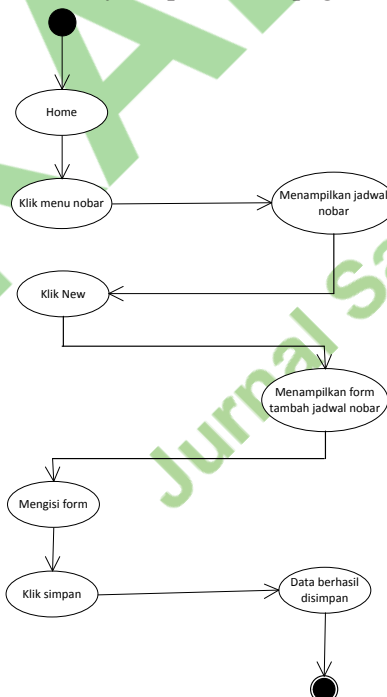 Home
Klik menu nobar
Menampilkan jadwal
nobar
Klik New
Menampilkan form
tambah jadwal nobar
Mengisi form
Klik simpan
Data berhasil
disimpan
Jurnal Sa